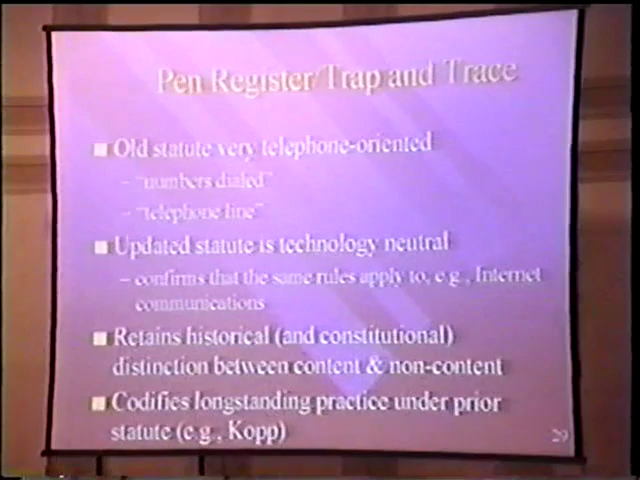 Pen Register/Trap and Trace
Old statute very telephone-oriented
– "numbers dialed"
– "telephone line"
Updated statute is technology neutral
– confirms that the same rules apply to, e.g., Internet
communications
Retains historical (and constitutional)
distinction between content & non-content
Codifies longstanding practice under prior
statute (e.g., Kopp)
29